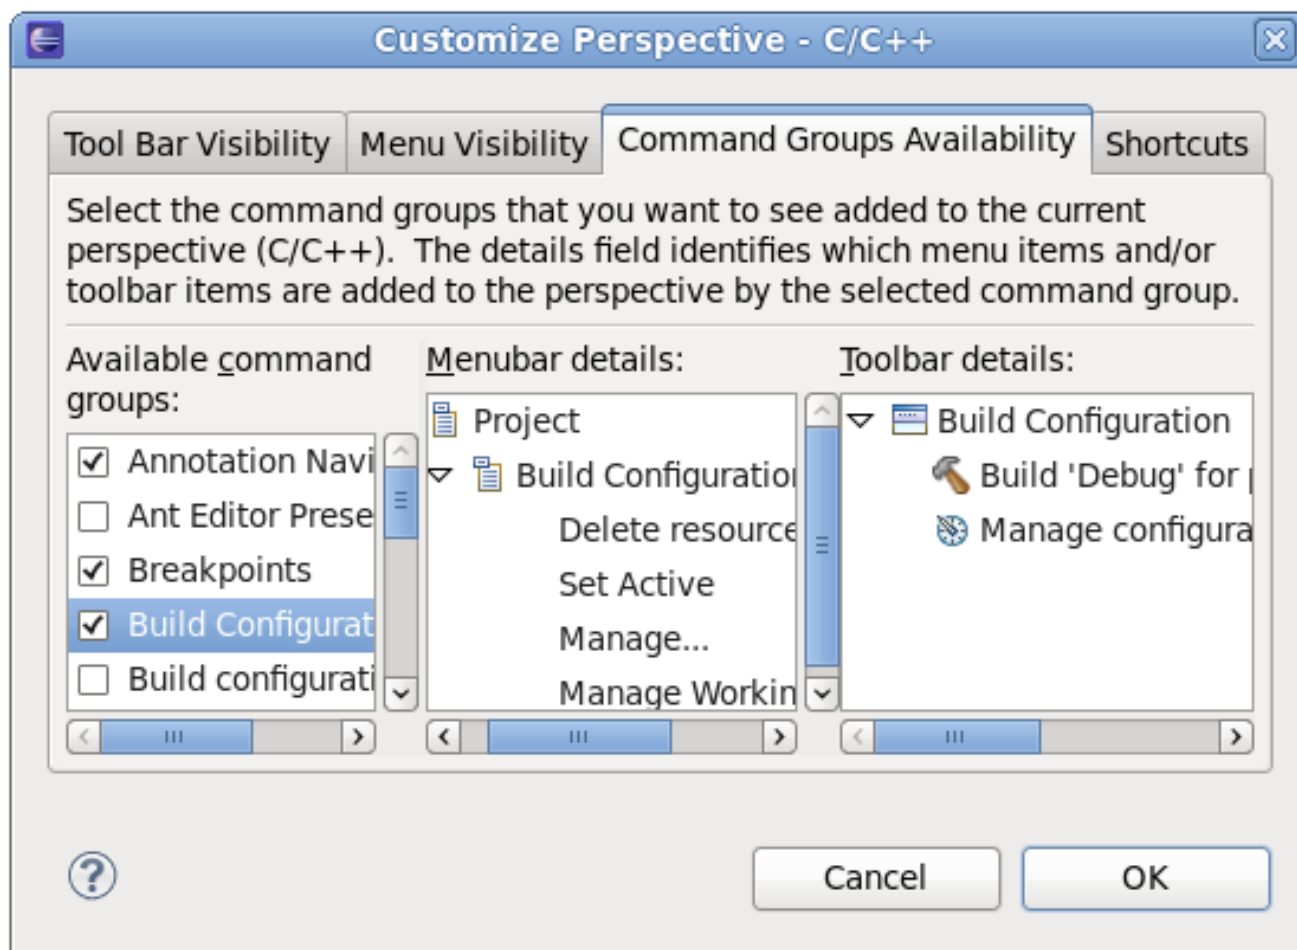 Customize Perspective - C/C++
Tool Bar Visibility
Menu Visibility
Command Groups Availability
Shortcuts
Select the command groups that you want to see added to the current
perspective (C/C++).  The details field identifies which menu items and/or
toolbar items are added to the perspective by the selected command group.
Available command
groups:
Annotation Navi
Ant Editor Prese
Breakpoints
Build Configurat
Build configurati
Menubar details:
Project
Build Configuration
Delete resource
Set Active
Manage...
Manage Workin
Toolbar details:
Build Configuration
Build 'Debug' for
Manage configura
?
Cancel
OK